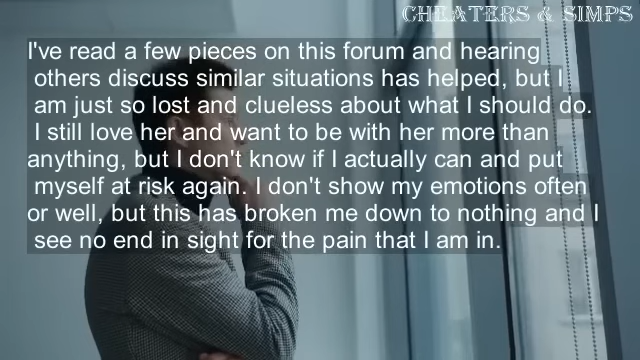 CHEATERS & SIMPS
I've read a few pieces on this forum and hearing
others discuss similar situations has helped, but I
am just so lost and clueless about what I should do.
I still love her and want to be with her more than
anything, but I don't know if I actually can and put
myself at risk again. I don't show my emotions often
or well, but this has broken me down to nothing and I
see no end in sight for the pain that I am in.